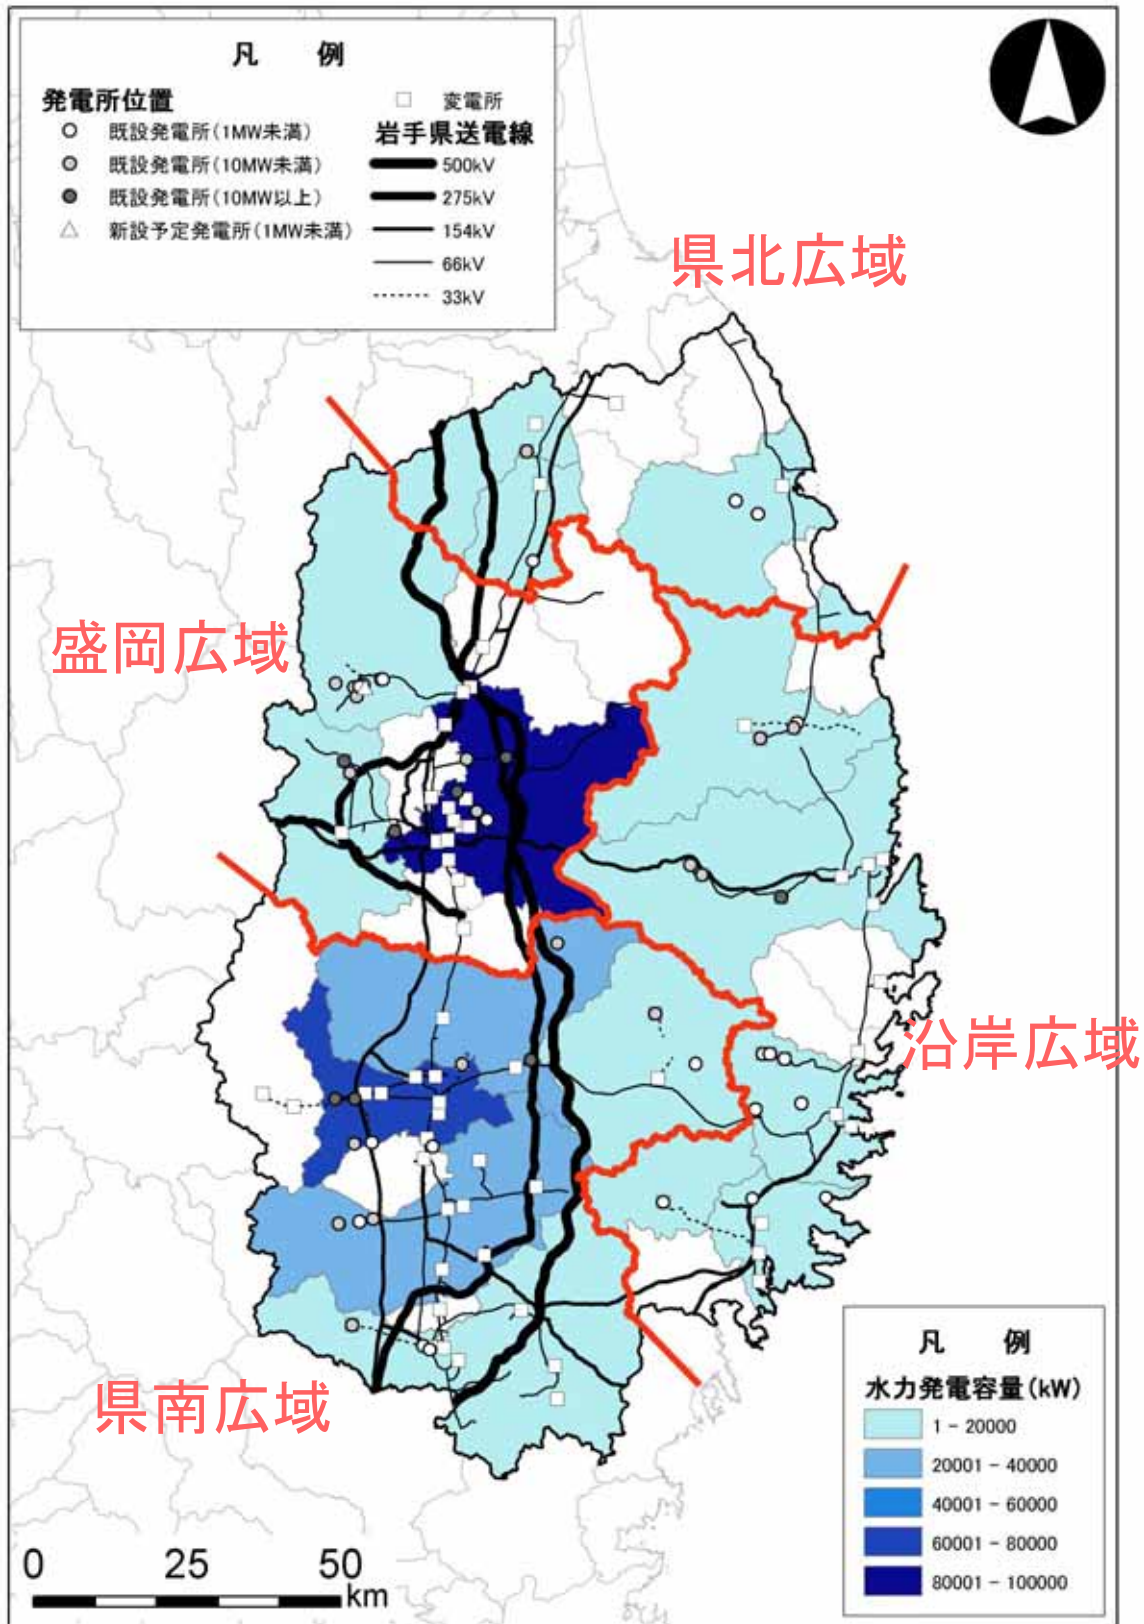 凡 例
発電所位置
既設発電所(1MW未満)
既設発電所(10MW未満)
既設発電所(10MW以上)
新設予定発電所(1MW未満)
変電所
岩手県送電線
500kV
275kV
154kV
66kV
33kV
県北広域
盛岡広域
沿岸広域
県南広域
凡 例
水力発電容量(kW)
1 - 20000
20001 - 40000
40001 - 60000
60001 - 80000
80001 - 100000
0 25 50
km